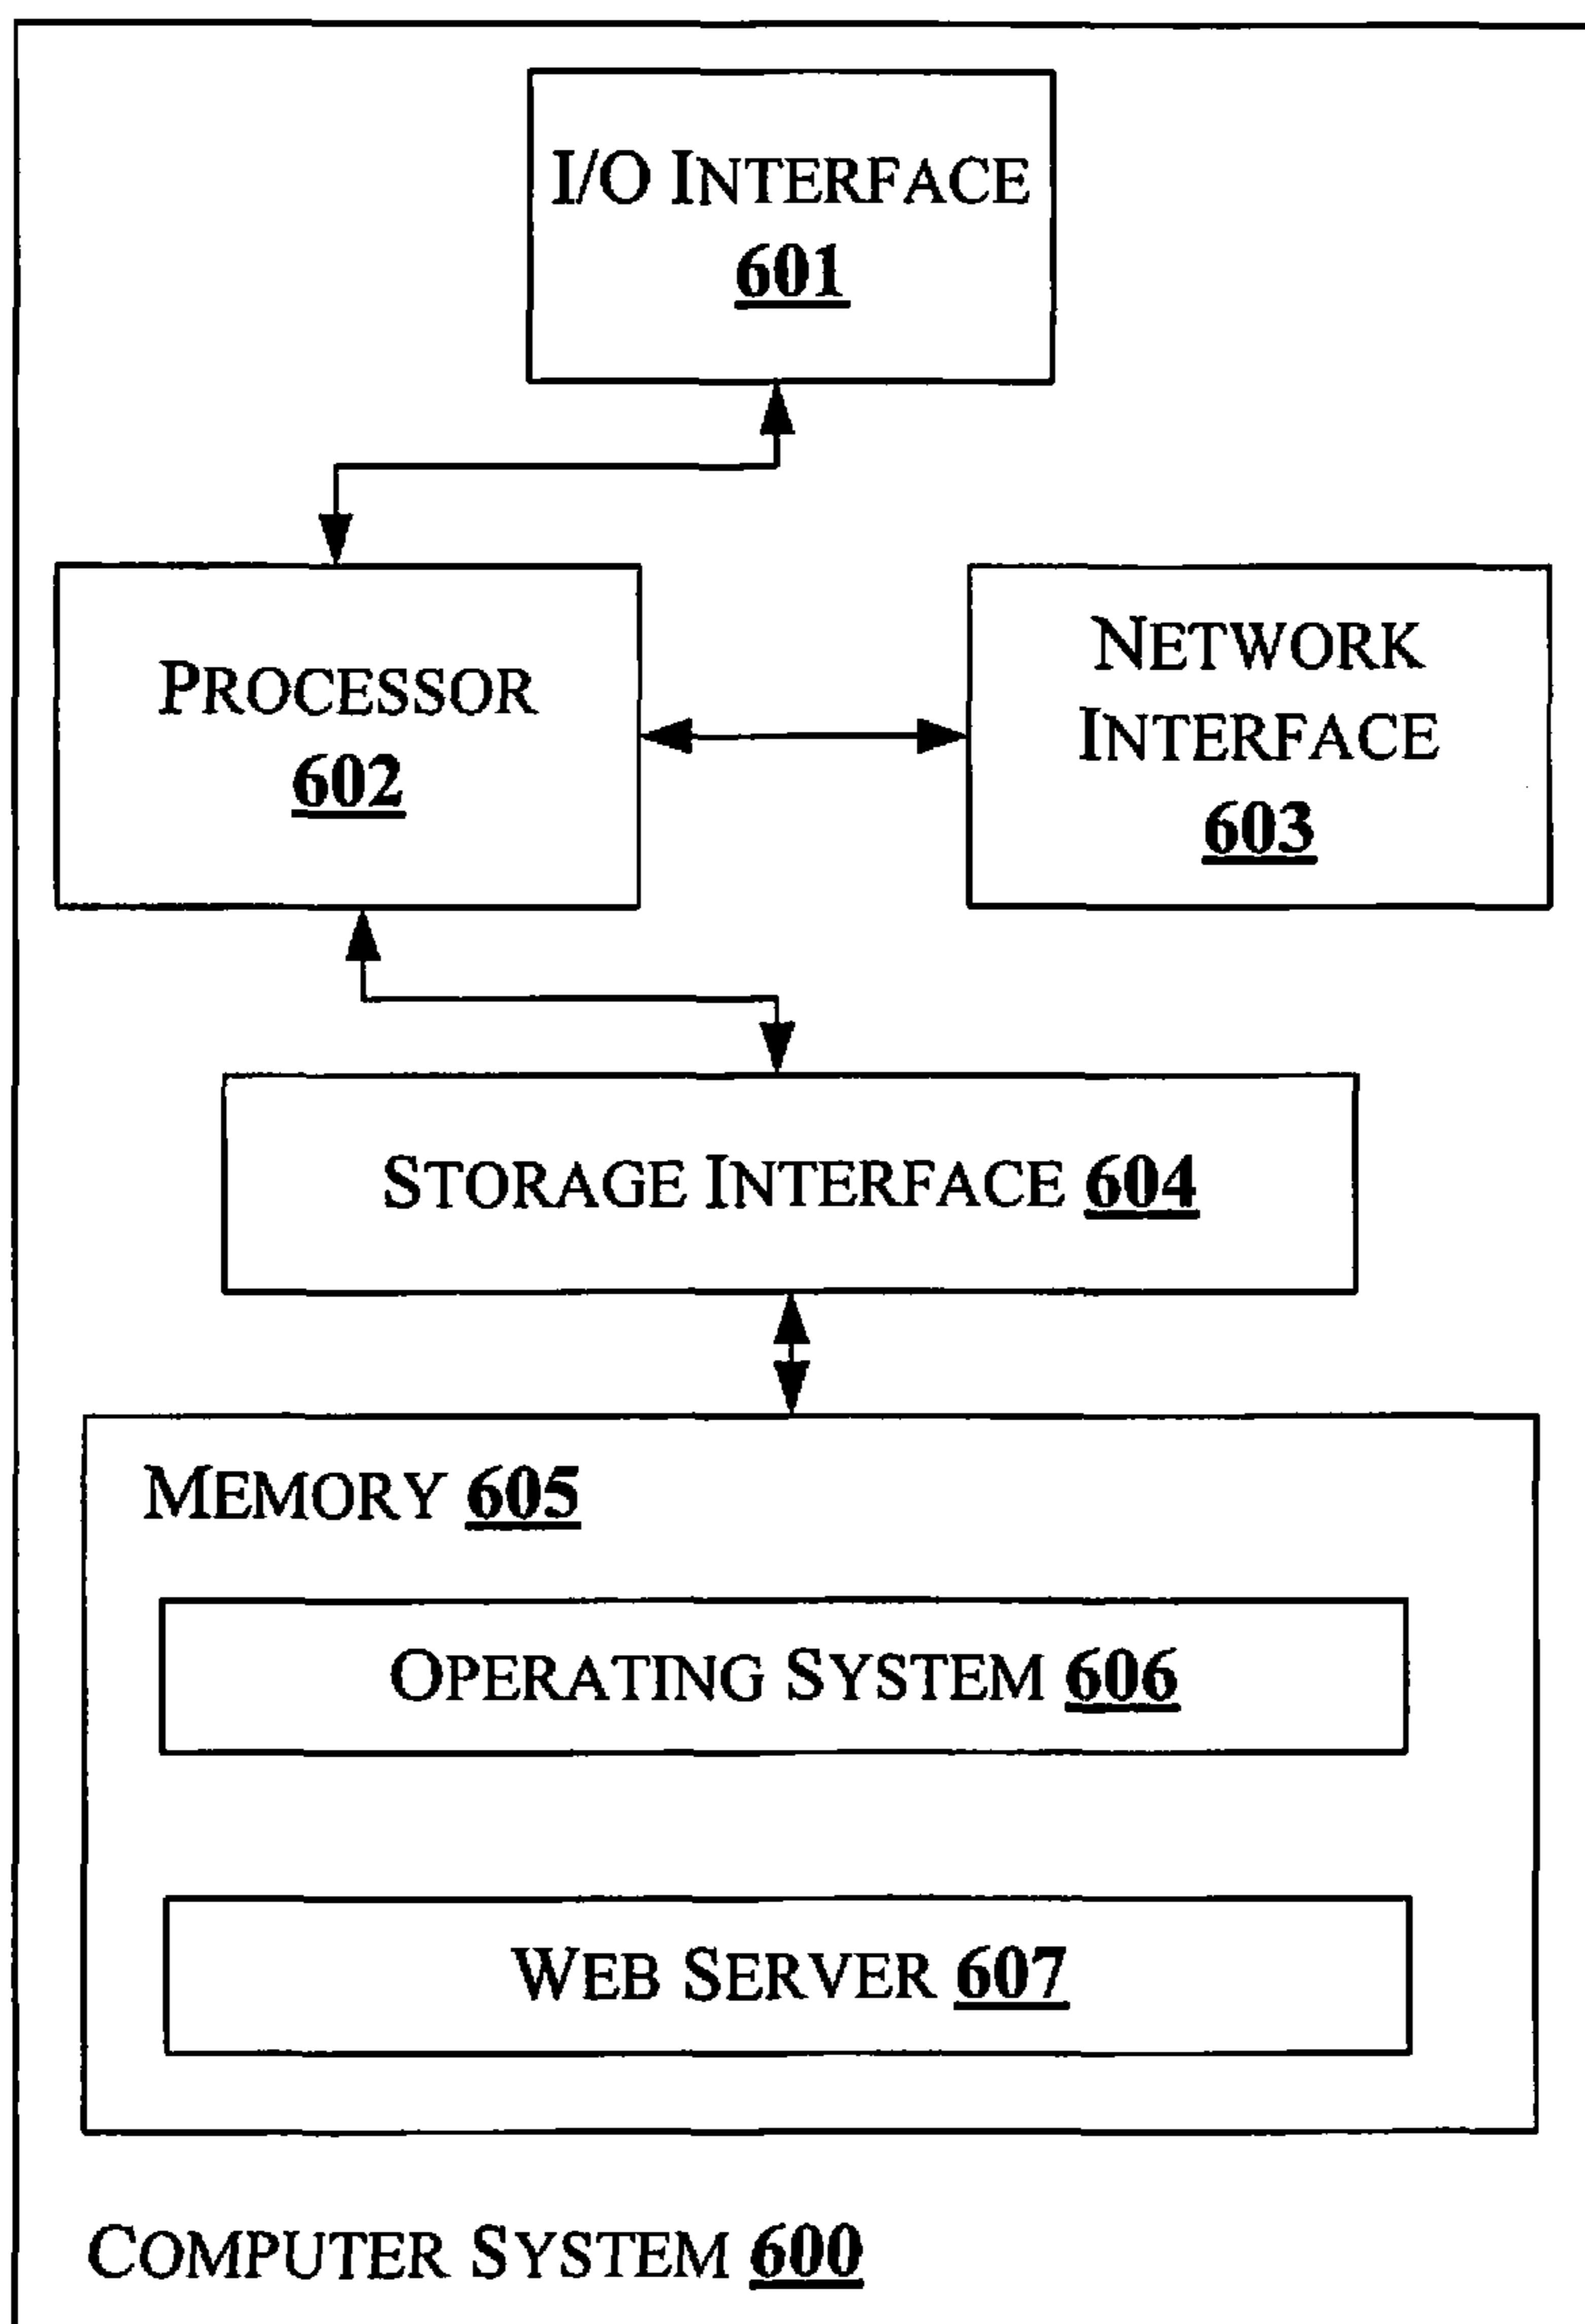 I/O INTERFACE
601
PROCESSOR
602
NETWORK
INTERFACE
603
STORAGE INTERFACE 604
MEMORY 605
OPERATING SYSTEM 606
WEB SERVER 607
COMPUTER SYSTEM 600